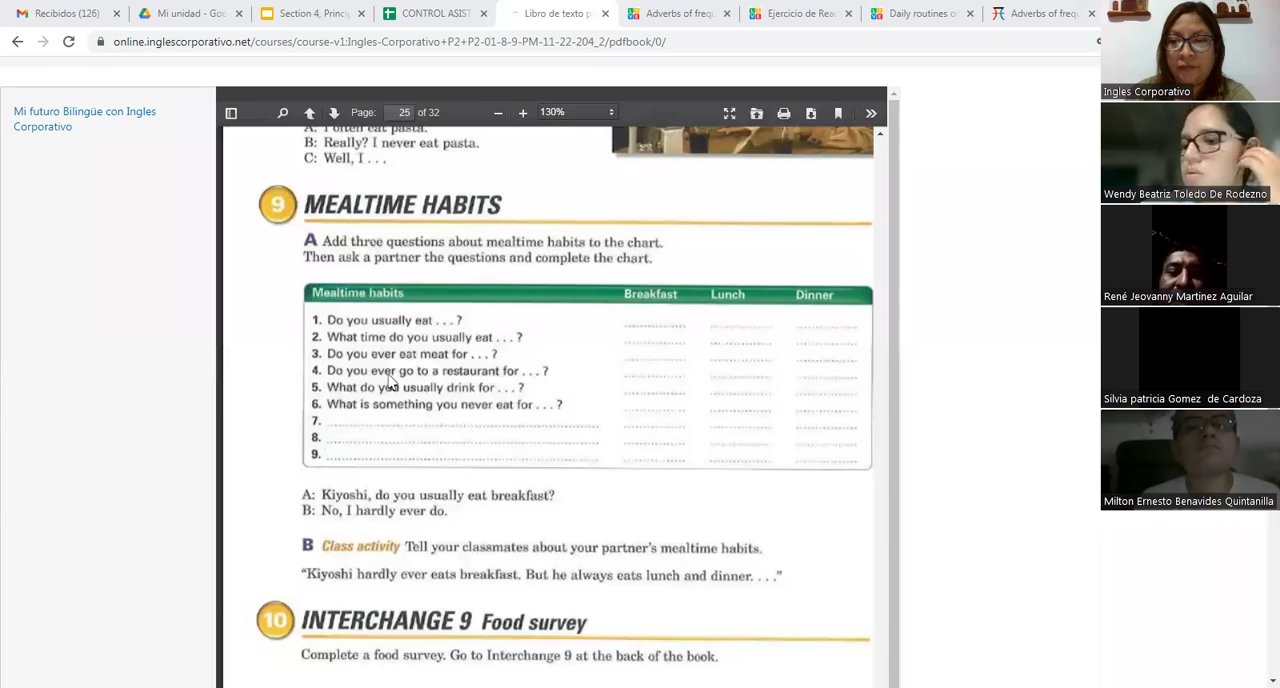 Recibidos (126)
Mi unidad - Goo
Section 4, Princi
CONTROL ASIST
Libro de texto p
Adverbs of frequ
Ejercicio de Rea
Daily routines o
Adverbs of frequ
online.inglescorporativo.net/courses/course-v1:Ingles-Corporativo+P2+P2-01-8-9-PM-11-22-204_2/pdfbook/0/
Mi futuro Bilingüe con Ingles
Corporativo
Page: 25 of 32
130%
A: I often eat pasta.
B: Really? I never eat pasta.
C: Well, I . . .
9 MEALTIME HABITS
A Add three questions about mealtime habits to the chart.
Then ask a partner the questions and complete the chart.
Mealtime habits Breakfast Lunch Dinner
1. Do you usually eat . . . ?
2. What time do you usually eat . . . ?
3. Do you ever eat meat for . . . ?
4. Do you ever go to a restaurant for . . . ?
5. What do you usually drink for . . . ?
6. What is something you never eat for . . . ?
7.
8.
9.
A: Kiyoshi, do you usually eat breakfast?
B: No, I hardly ever do.
B Class activity Tell your classmates about your partner's mealtime habits.
"Kiyoshi hardly ever eats breakfast. But he always eats lunch and dinner. . . ."
10 INTERCHANGE 9 Food survey
Complete a food survey. Go to Interchange 9 at the back of the book.
Ingles Corporativo
Wendy Beatriz Toledo De Rodezno
René Jeovanny Martinez Aguilar
Silvia patricia Gomez de Cardoza
Milton Ernesto Benavides Quintanilla